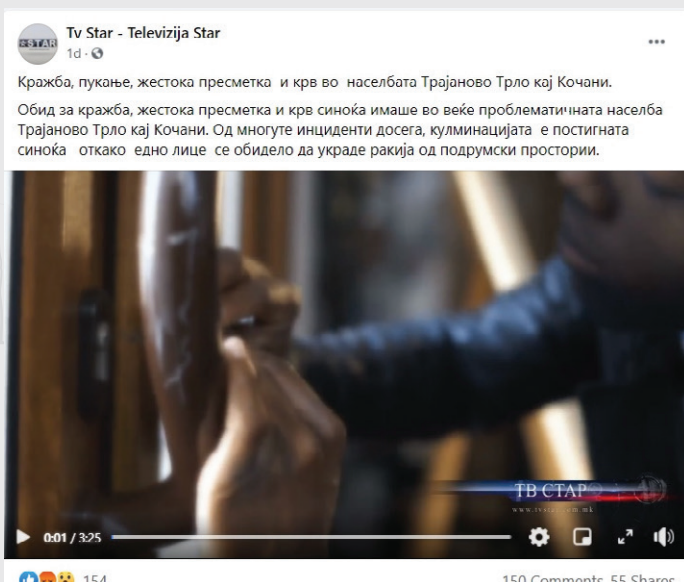 Tv Star - Televizija Star
STAR
1d
Кражба, пукање, жестока пресметка и крв во населбата Трајаново Трло кај Кочани.
Обид за кражба, жестока пресметка и крв синоќа имаше во веќе проблематичната населба
Трајаново Трло кај Кочани. Од многуте инциденти досега, кулминацијата е постигната
синоќа откако едно лице се обидело да украде ракија од подрумски простории.
ТВ СТАР
www.tvstar.com.mk
0:01 / 3:25
154
150 Comments 55 Shares